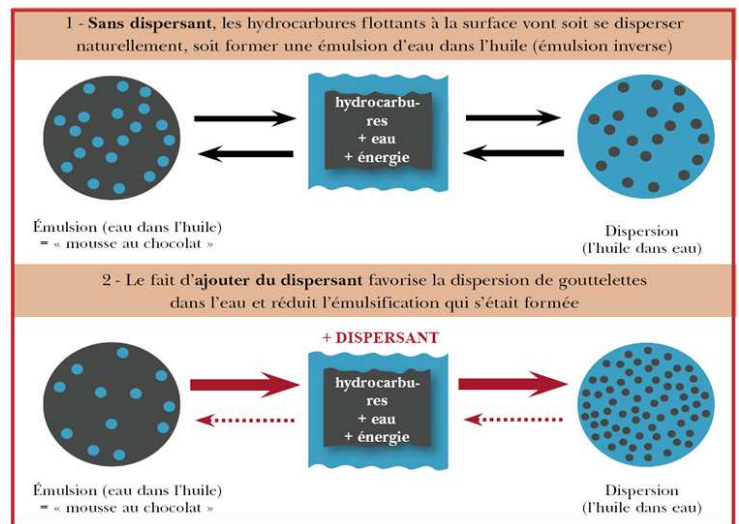 1 - Sans dispersant, les hydrocarbures flottants à la surface vont soit se disperser
naturellement, soit former une émulsion d'eau dans l'huile (émulsion inverse)
hydrocarbu-
res
+ eau
+ énergie
Émulsion (eau dans l'huile)
= « mousse au chocolat »
Dispersion
(l'huile dans eau)
2 - Le fait d'ajouter du dispersant favorise la dispersion de gouttelettes
dans l'eau et réduit l'émulsification qui s'était formée
+ DISPERSANT
hydrocarbu-
res
+ eau
+ énergie
Émulsion (eau dans l'huile)
= « mousse au chocolat »
Dispersion
(l'huile dans eau)